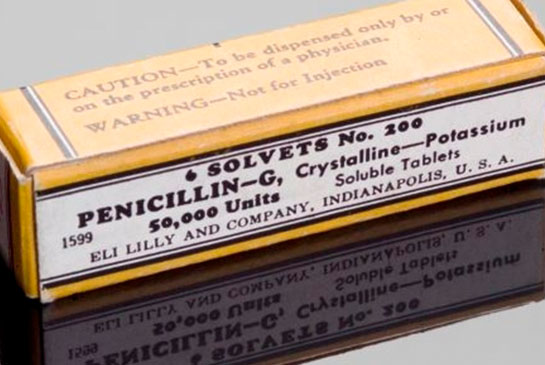 CAUTION—To be dispensed only by or
on the prescription of a physician.
WARNING—Not for Injection
6 SOLVETS No. 200
PENICILLIN–G, Crystalline—Potassium
50,000 Units Soluble Tablets
1599 ELI LILLY AND COMPANY, INDIANAPOLIS, U. S. A.